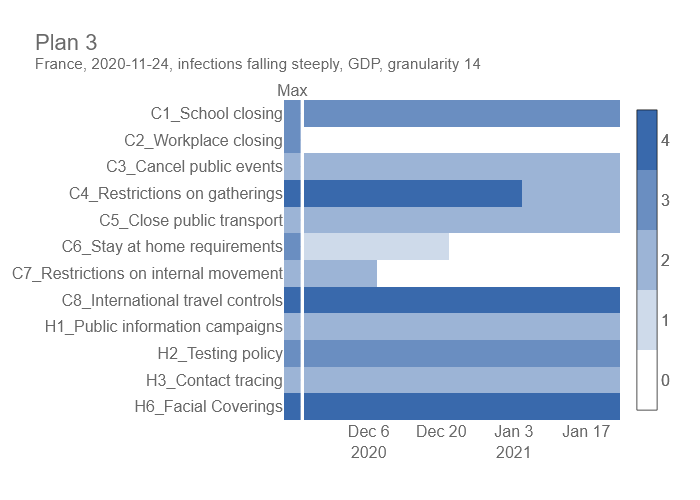 Plan 3
France, 2020-11-24, infections falling steeply, GDP, granularity 14
Max
C1_School closing
C2_Workplace closing
C3_Cancel public events
C4_Restrictions on gatherings
C5_Close public transport
C6_Stay at home requirements
C7_Restrictions on internal movement
C8_International travel controls
H1_Public information campaigns
H2_Testing policy
H3_Contact tracing
H6_Facial Coverings
Dec 6 Dec 20 Jan 3 Jan 17
2020 2021
4
3
2
1
0